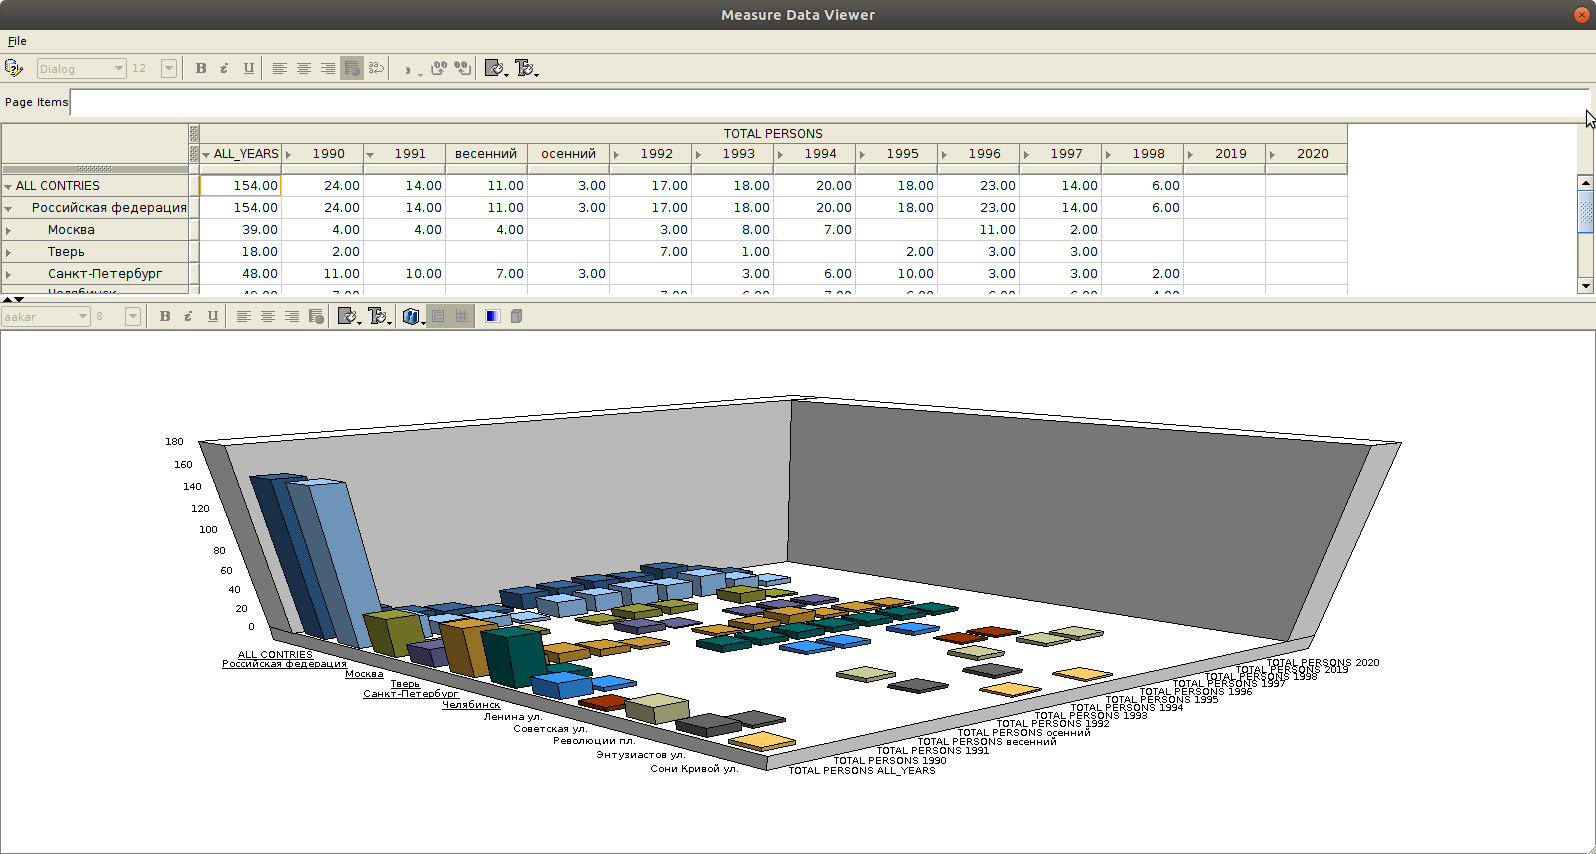 Measure Data Viewer
File
Dialog 12 B i U
Page Items
TOTAL PERSONS
ALL_YEARS 1990 1991 весенний осенний 1992 1993 1994 1995 1996 1997 1998 2019 2020
ALL CONTRIES 154.00 24.00 14.00 11.00 3.00 17.00 18.00 20.00 18.00 23.00 14.00 6.00
Российская федерация 154.00 24.00 14.00 11.00 3.00 17.00 18.00 20.00 18.00 23.00 14.00 6.00
Москва 39.00 4.00 4.00 4.00 3.00 8.00 7.00 11.00 2.00
Тверь 18.00 2.00 7.00 1.00 2.00 3.00 3.00
Санкт-Петербург 48.00 11.00 10.00 7.00 3.00 3.00 6.00 10.00 3.00 3.00 2.00
Челябинск
aakar 8 B i U
180
160
140
120
100
80
60
40
20
0
ALL CONTRIES
Российская федерация
Москва
Тверь
Санкт-Петербург
Челябинск
Ленина ул.
Советская ул.
Революции пл.
Энтузиастов ул.
Сони Кривой ул.
TOTAL PERSONS 2020
TOTAL PERSONS 2019
TOTAL PERSONS 1998
TOTAL PERSONS 1997
TOTAL PERSONS 1996
TOTAL PERSONS 1995
TOTAL PERSONS 1994
TOTAL PERSONS 1993
TOTAL PERSONS 1992
TOTAL PERSONS осенний
TOTAL PERSONS весенний
TOTAL PERSONS 1991
TOTAL PERSONS 1990
TOTAL PERSONS ALL_YEARS